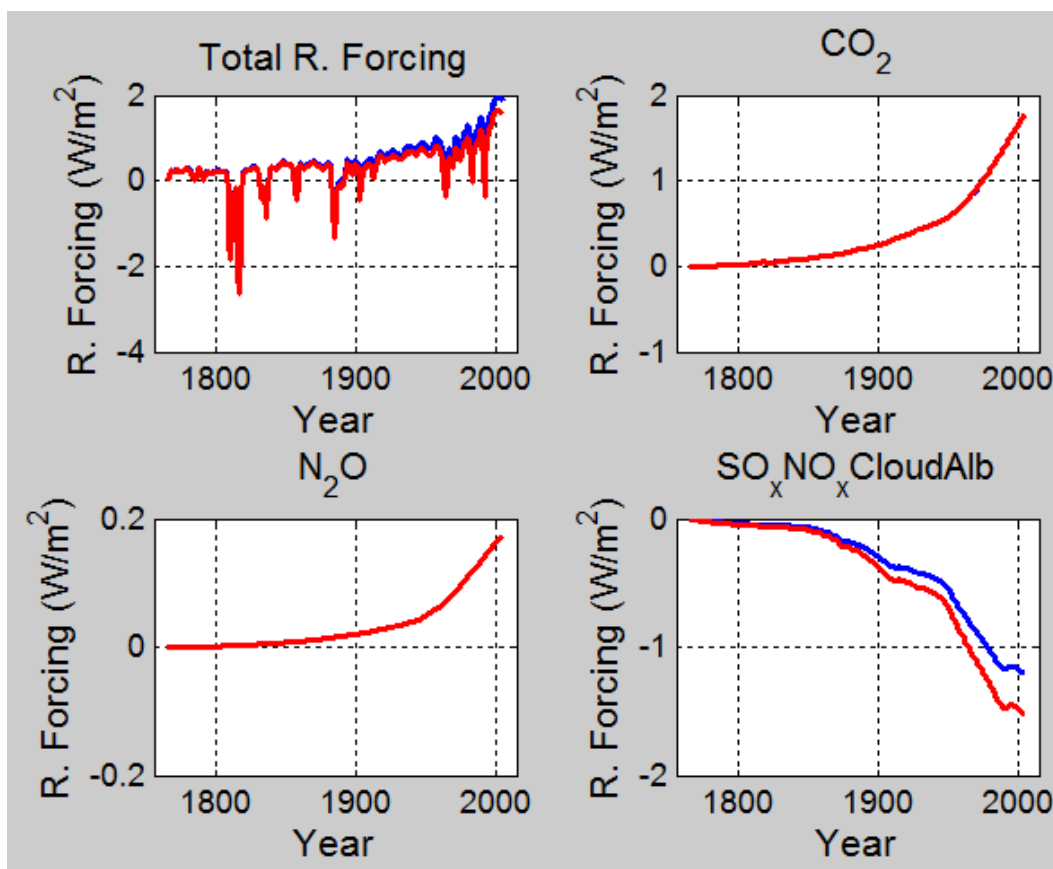 Total R. Forcing
R. Forcing (W/m²)
2
0
-2
-4
1800 1900 2000
Year
CO₂
R. Forcing (W/m²)
2
1
0
-1
1800 1900 2000
Year
N₂O
R. Forcing (W/m²)
0.2
0
-0.2
1800 1900 2000
Year
SOₓNOₓCloudAlb
R. Forcing (W/m²)
0
-1
-2
1800 1900 2000
Year